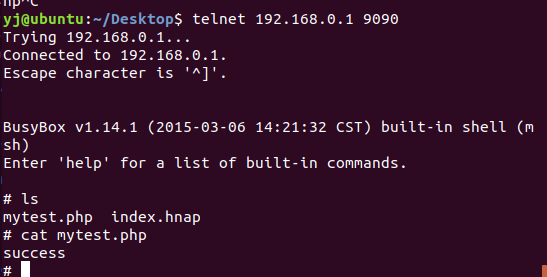 np^C
yj@ubuntu:~/Desktop$ telnet 192.168.0.1 9090
Trying 192.168.0.1...
Connected to 192.168.0.1.
Escape character is '^]'.
BusyBox v1.14.1 (2015-03-06 14:21:32 CST) built-in shell (m
sh)
Enter 'help' for a list of built-in commands.
# ls
mytest.php  index.hnap
# cat mytest.php
success
#